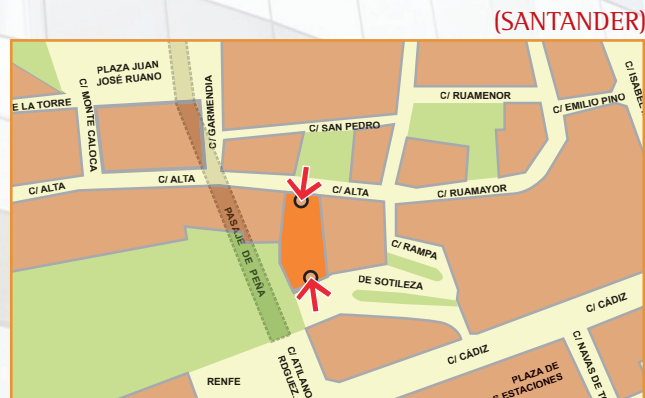 (SANTANDER)
PLAZA JUAN
JOSÉ RUANO
C/ GARMENDIA
C/ MONTE CALOCA
E LA TORRE
C/ RUAMENOR
C/ EMILIO PINO
C/ ISABEL
C/ SAN PEDRO
C/ ALTA
C/ ALTA
C/ ALTA
C/ RUAMAYOR
PASAJE DE PEÑA
C/ RAMPA
DE SOTILEZA
C/ CÁDIZ
C/ CÁDIZ
C/ NAVAS DE
C/ ATILANO
RDGUEZ.
RENFE
PLAZA DE
ESTACIONES